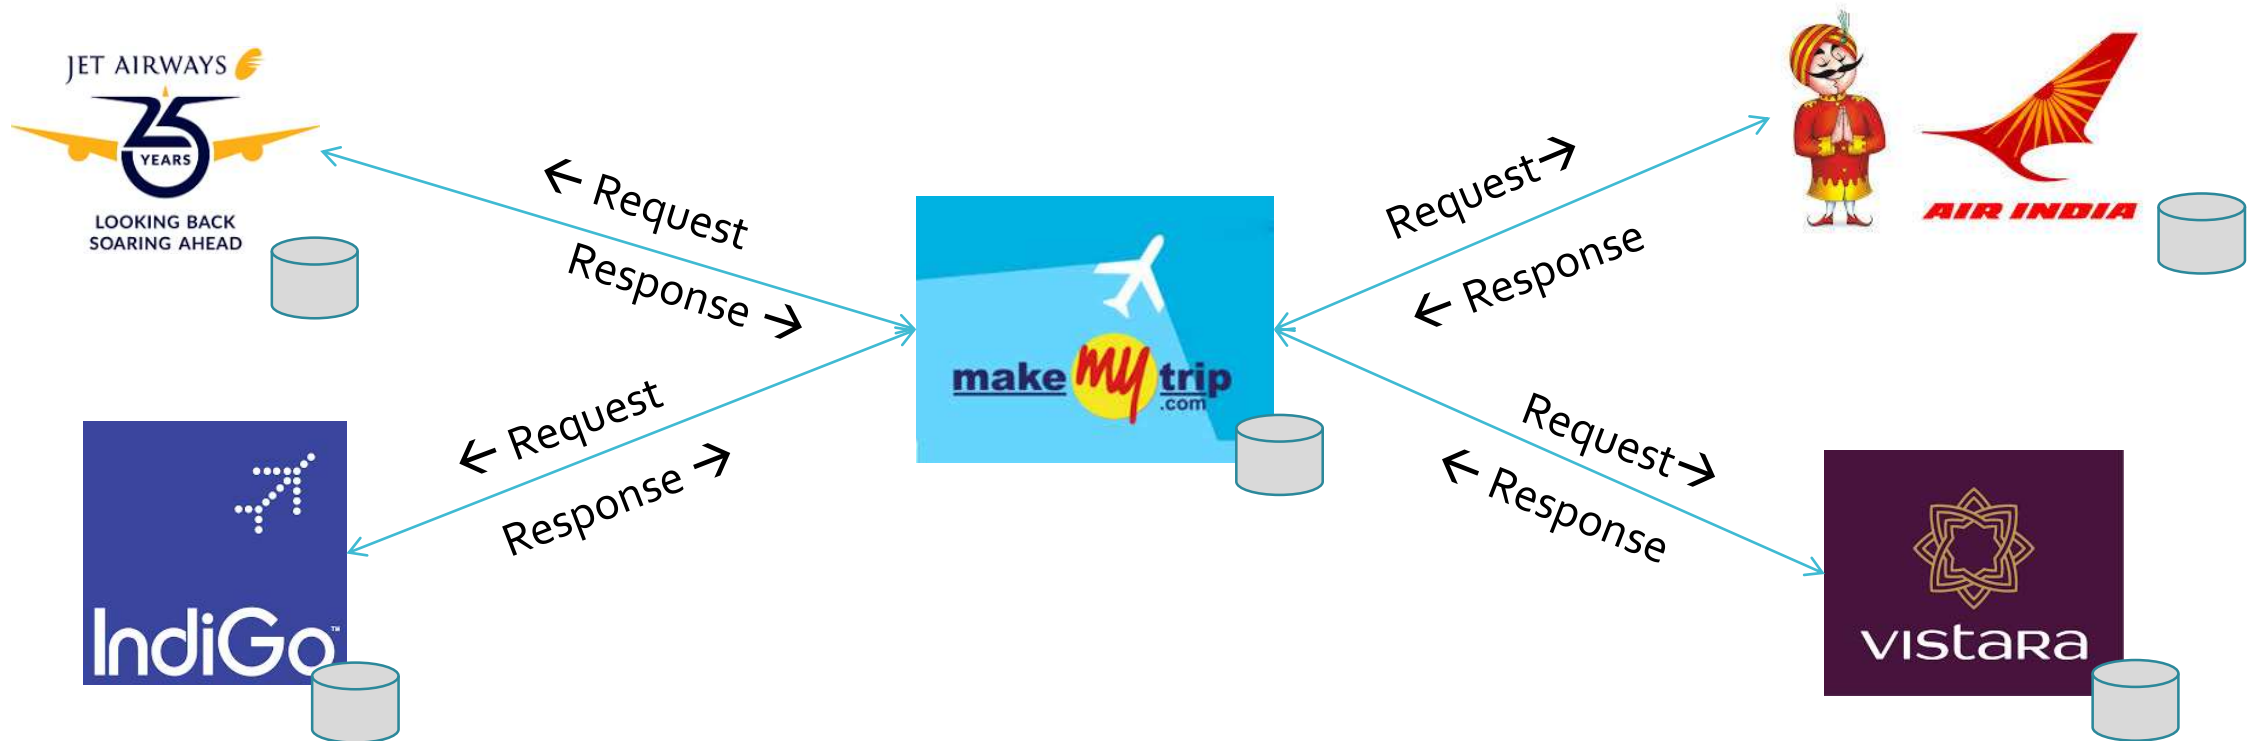 JET AIRWAYS
25
YEARS
LOOKING BACK
SOARING AHEAD
← Request
Response →
Request→
← Response
AIR INDIA
make my trip
.com
← Request
Response →
Request→
← Response
IndiGo™
vistara